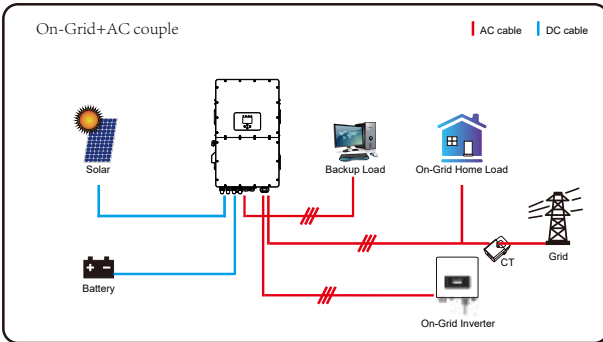 On-Grid+AC couple
AC cable
DC cable
Solar
Backup Load
On-Grid Home Load
Grid
CT
Battery
On-Grid Inverter